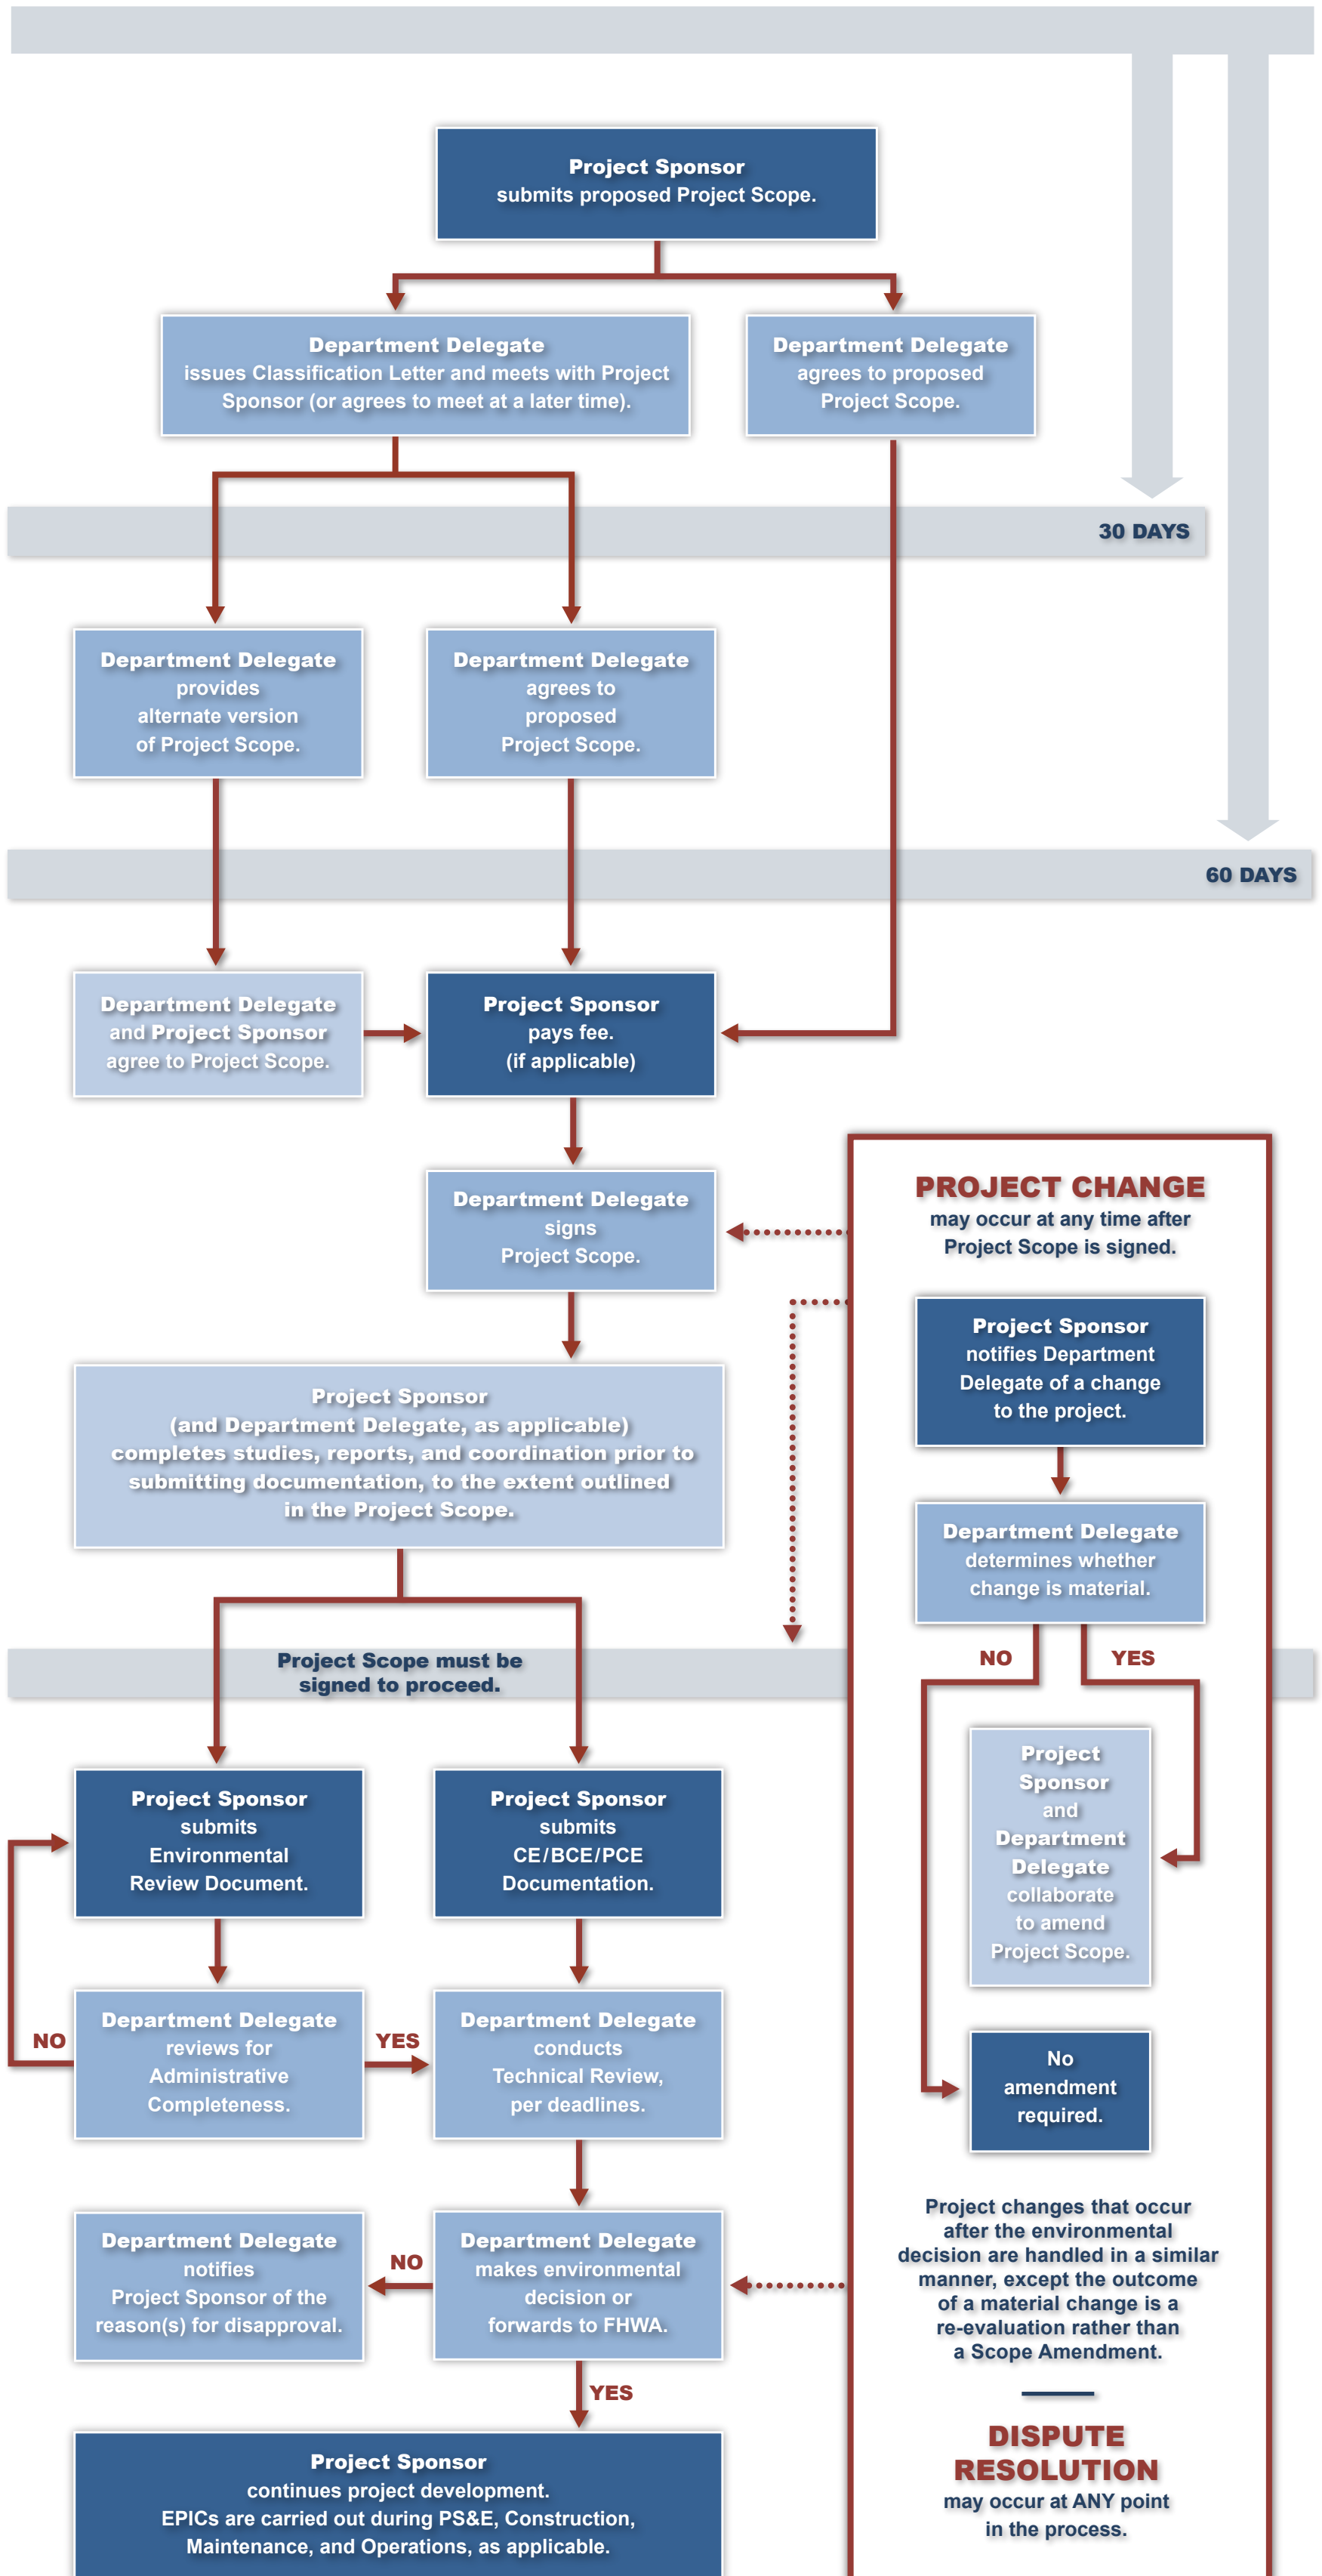 Project Sponsor
submits proposed Project Scope.
Department Delegate
issues Classification Letter and meets with Project
Sponsor (or agrees to meet at a later time).
Department Delegate
agrees to proposed
Project Scope.
30 DAYS
Department Delegate
provides
alternate version
of Project Scope.
Department Delegate
agrees to
proposed
Project Scope.
60 DAYS
Department Delegate
and Project Sponsor
agree to Project Scope.
Project Sponsor
pays fee.
(if applicable)
Department Delegate
signs
Project Scope.
Project Sponsor
(and Department Delegate, as applicable)
completes studies, reports, and coordination prior to
submitting documentation, to the extent outlined
in the Project Scope.
Project Scope must be
signed to proceed.
Project Sponsor
submits
Environmental
Review Document.
Project Sponsor
submits
CE/BCE/PCE
Documentation.
NO
Department Delegate
reviews for
Administrative
Completeness.
YES
Department Delegate
conducts
Technical Review,
per deadlines.
Department Delegate
notifies
Project Sponsor of the
reason(s) for disapproval.
NO
Department Delegate
makes environmental
decision or
forwards to FHWA.
YES
Project Sponsor
continues project development.
EPICs are carried out during PS&E, Construction,
Maintenance, and Operations, as applicable.
PROJECT CHANGE
may occur at any time after
Project Scope is signed.
Project Sponsor
notifies Department
Delegate of a change
to the project.
Department Delegate
determines whether
change is material.
NO
YES
Project
Sponsor
and
Department
Delegate
collaborate
to amend
Project Scope.
No
amendment
required.
Project changes that occur
after the environmental
decision are handled in a similar
manner, except the outcome
of a material change is a
re-evaluation rather than
a Scope Amendment.
DISPUTE
RESOLUTION
may occur at ANY point
in the process.